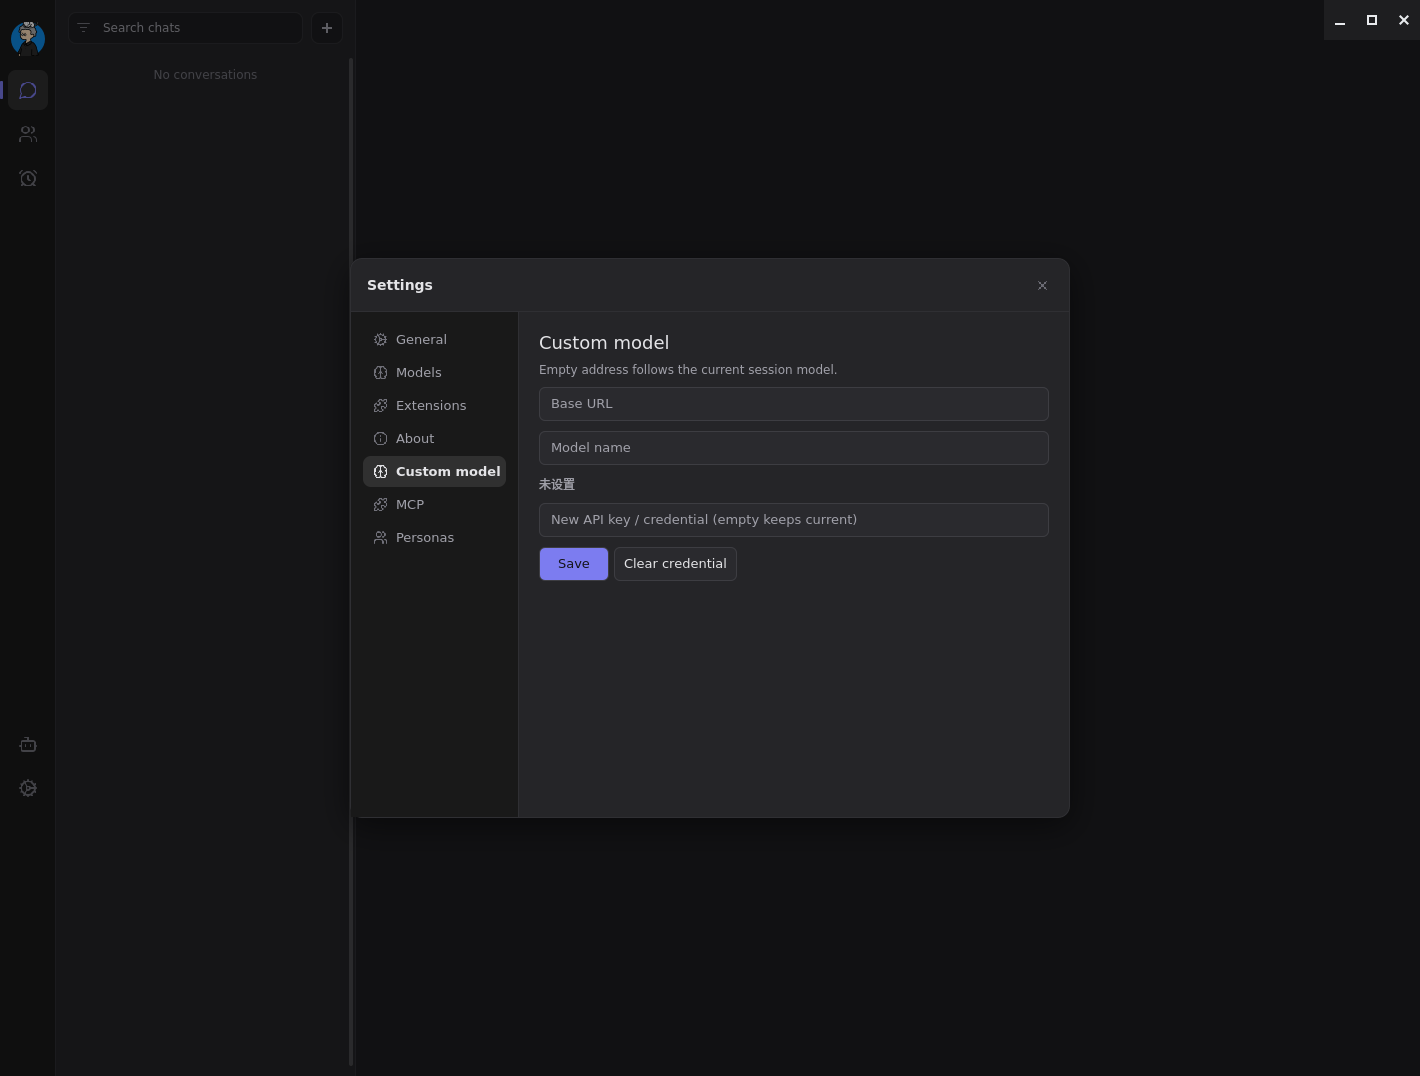 Search chats
No conversations
Settings
General
Models
Extensions
About
Custom model
MCP
Personas
Custom model
Empty address follows the current session model.
Base URL
Model name
未设置
New API key / credential (empty keeps current)
Save
Clear credential